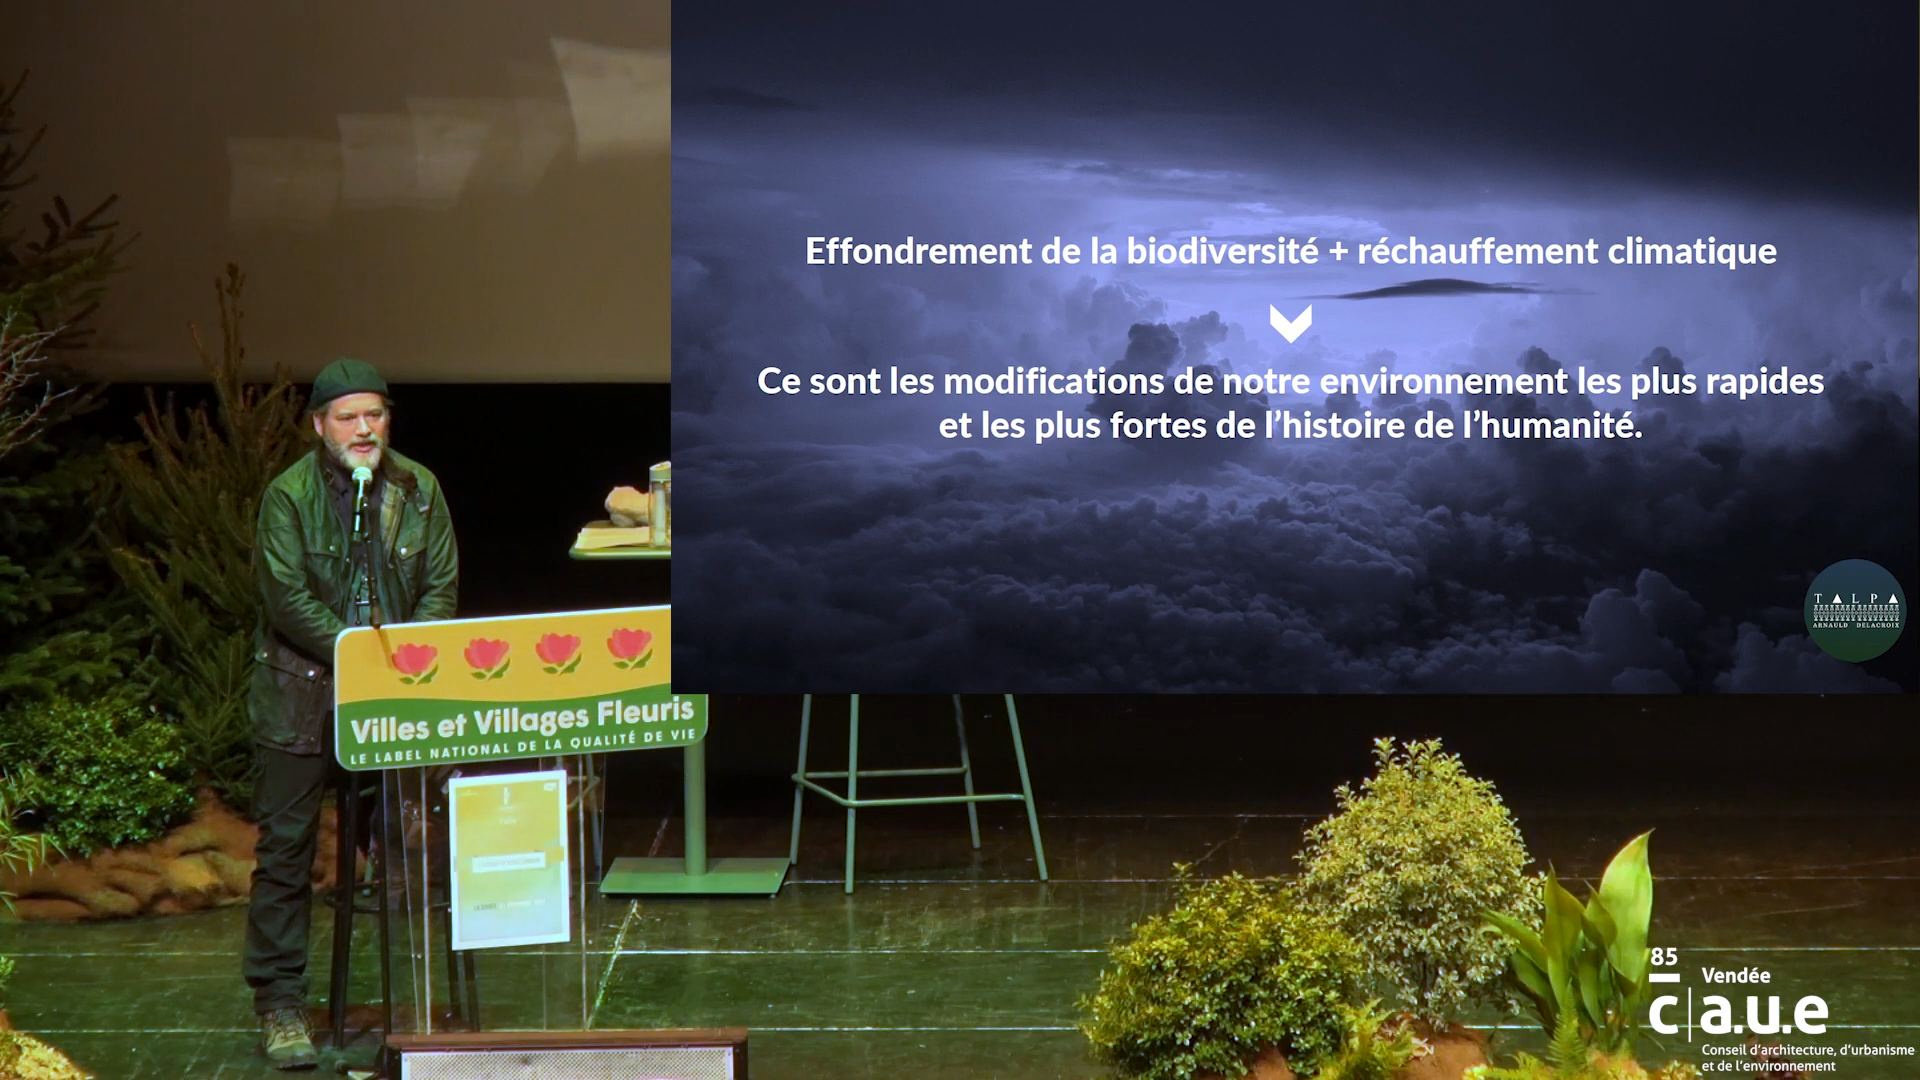 Effondrement de la biodiversité + réchauffement climatique
Ce sont les modifications de notre environnement les plus rapides
et les plus fortes de l’histoire de l’humanité.
TALPA
ARNAULD DELACROIX
Villes et Villages Fleuris
LE LABEL NATIONAL DE LA QUALITÉ DE VIE
85
Vendée
c|a.u.e
Conseil d’architecture, d’urbanisme
et de l’environnement